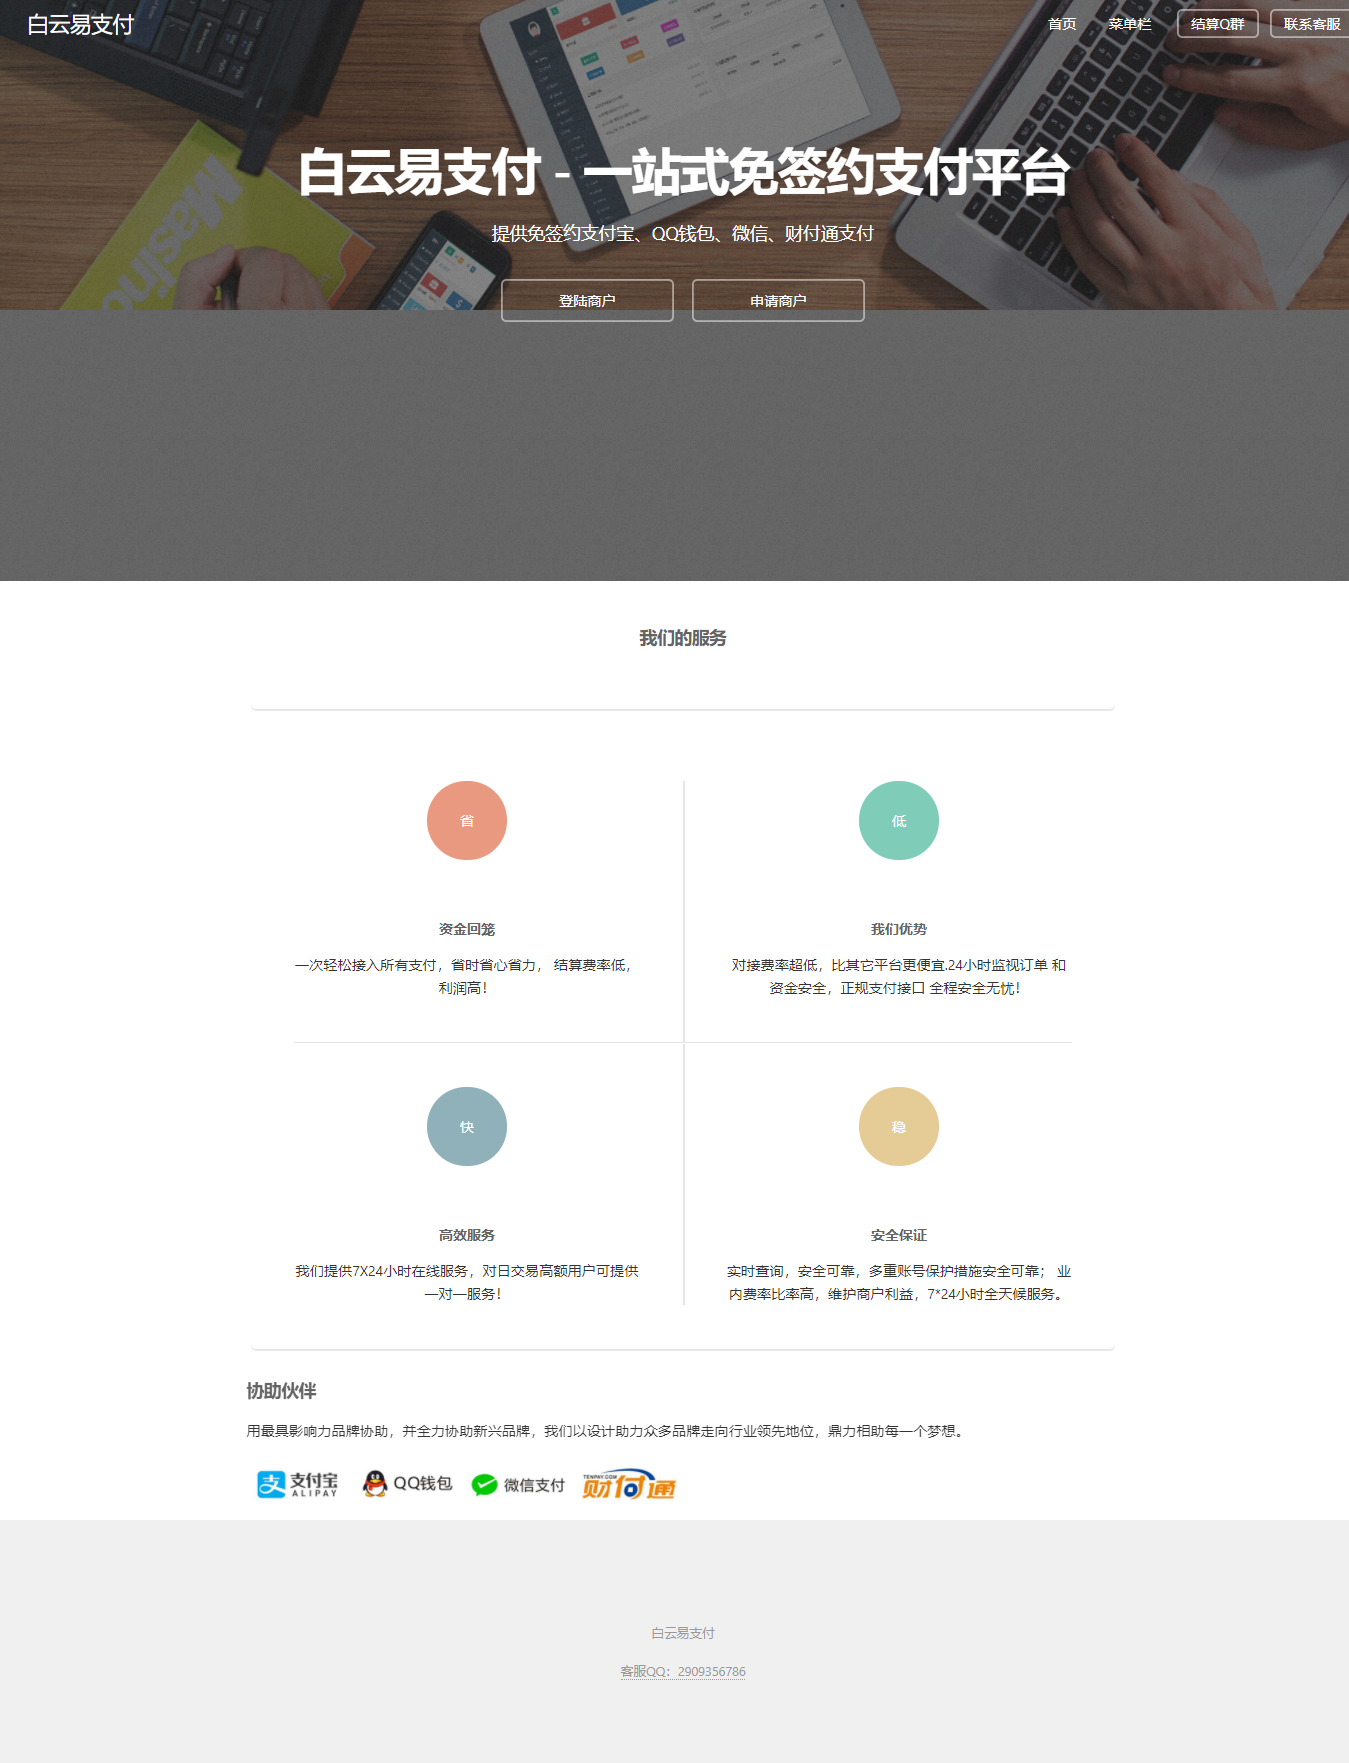 白云易支付
首页 菜单栏 结算Q群 联系客服
Masino
白云易支付 - 一站式免签约支付平台
提供免签约支付宝、QQ钱包、微信、财付通支付
登陆商户 申请商户
我们的服务
省
资金回笼
一次轻松接入所有支付，省时省心省力， 结算费率低，
利润高！
低
我们优势
对接费率超低，比其它平台更便宜.24小时监视订单 和
资金安全，正规支付接口 全程安全无忧！
快
高效服务
我们提供7X24小时在线服务，对日交易高额用户可提供
一对一服务！
稳
安全保证
实时查询，安全可靠，多重账号保护措施安全可靠； 业
内费率比率高，维护商户利益，7*24小时全天候服务。
协助伙伴
用最具影响力品牌协助，并全力协助新兴品牌，我们以设计助力众多品牌走向行业领先地位，鼎力相助每一个梦想。
支 支付宝 ALIPAY QQ钱包 微信支付 TENPAY.COM 财付通
白云易支付
客服QQ：2909356786